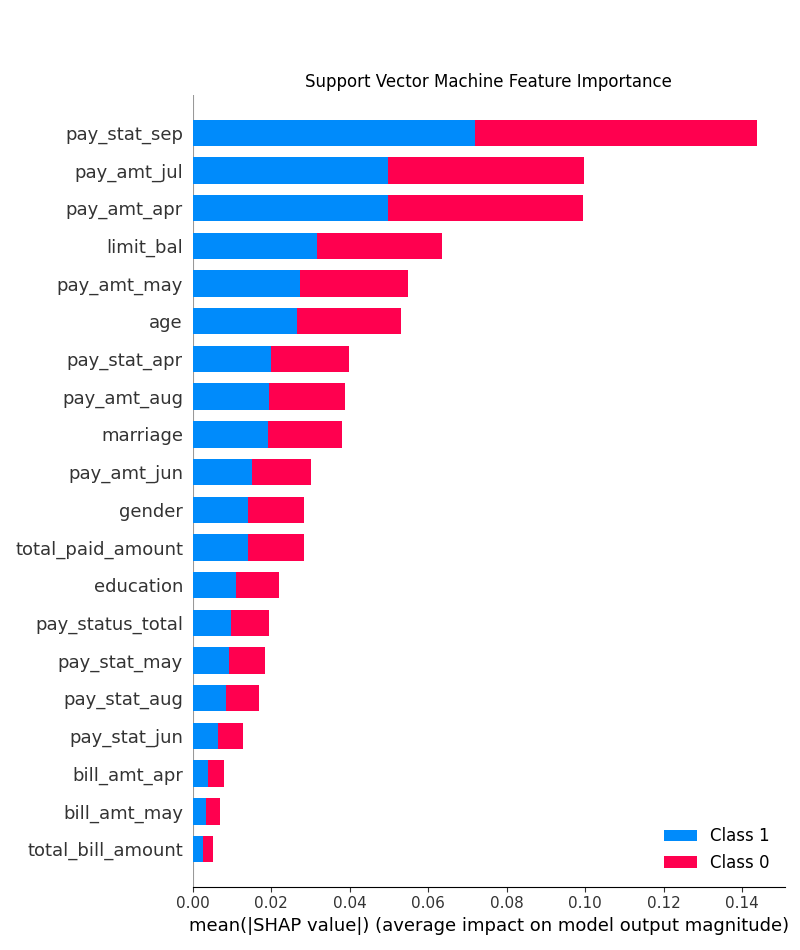 Support Vector Machine Feature Importance
pay_stat_sep
pay_amt_jul
pay_amt_apr
limit_bal
pay_amt_may
age
pay_stat_apr
pay_amt_aug
marriage
pay_amt_jun
gender
total_paid_amount
education
pay_status_total
pay_stat_may
pay_stat_aug
pay_stat_jun
bill_amt_apr
bill_amt_may
total_bill_amount
Class 1
Class 0
0.00 0.02 0.04 0.06 0.08 0.10 0.12 0.14
mean(|SHAP value|) (average impact on model output magnitude)